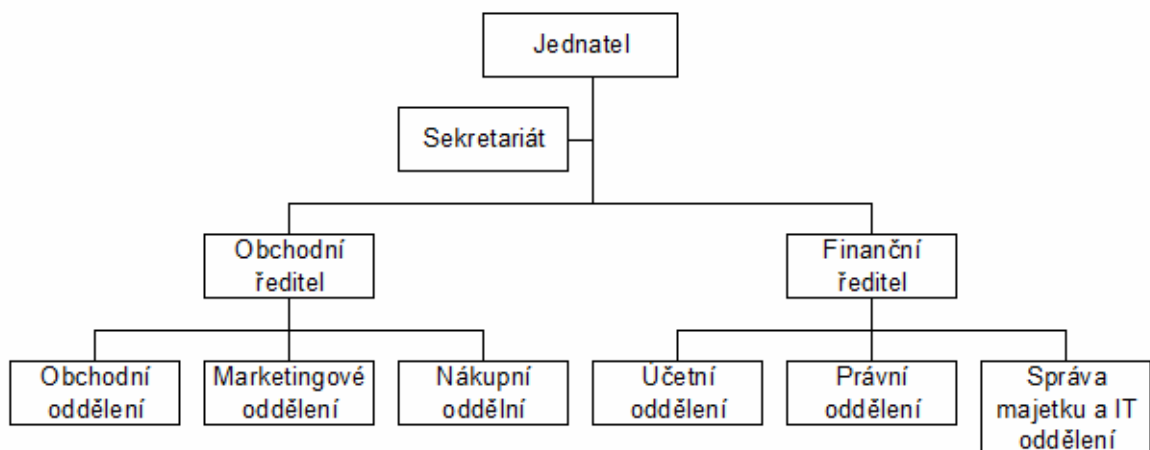 Jednatel
Sekretariát
Obchodní
ředitel
Finanční
ředitel
Obchodní
oddělení
Marketingové
oddělení
Nákupní
oddělní
Účetní
oddělení
Právní
oddělení
Správa
majetku a IT
oddělení